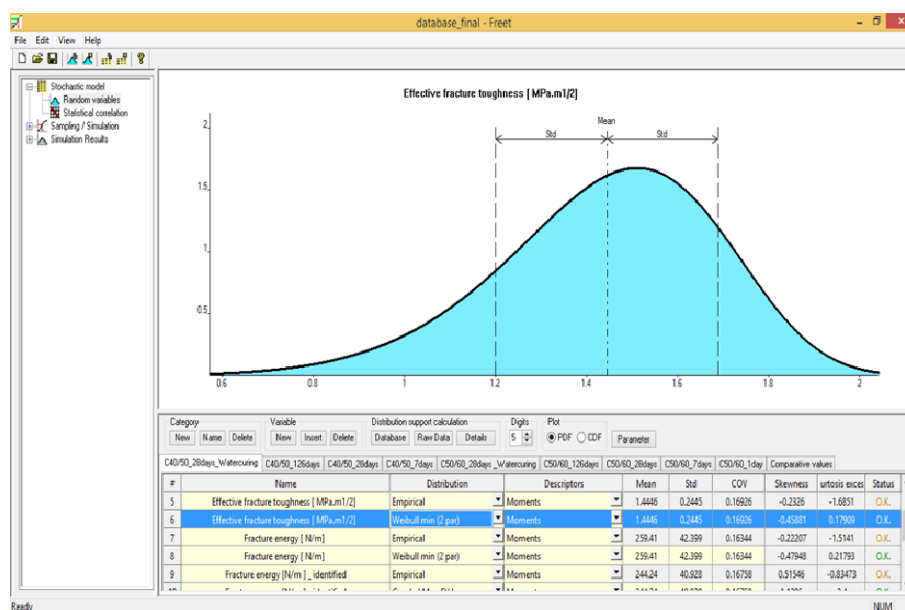 database_final - Freet
File Edit View Help
Stochastic model
Random variables
Statistical correlation
Sampling / Simulation
Simulation Results
Effective fracture toughness [ MPa.m1/2]
Mean
Std Std
2
1.5
1
0.5
0.6 0.8 1 1.2 1.4 1.6 1.8 2
Category Variable Distribution support calculation Digits Plot
New Name Delete New Insert Delete Database Raw Data Details 5 PDF CDF Parameter
C40/50_28days_Watercuring C40/50_126days C40/50_28days C40/50_7days C50/60_28days _Watercuring C50/60_126days C50/60_28days C50/60_7days C50/60_1day Comparative values
# Name Distribution Descriptors Mean Std COV Skewness urtosis exces Status
5 Effective fracture toughness [ MPa.m1/2] Empirical Moments 1.4446 0.2445 0.16926 -0.2326 -1.6851 O.K.
6 Effective fracture toughness [ MPa.m1/2] Weibull min (2 par) Moments 1.4446 0.2445 0.16926 -0.45881 0.17909 O.K.
7 Fracture energy [ N/m] Empirical Moments 259.41 42.399 0.16344 -0.22207 -1.5141 O.K.
8 Fracture energy [ N/m] Weibull min (2 par) Moments 259.41 42.399 0.16344 -0.47948 0.21793 O.K.
9 Fracture energy [N/m ] _ identified Empirical Moments 244.24 40.928 0.16758 0.51546 -0.83473 O.K.
Ready NUM